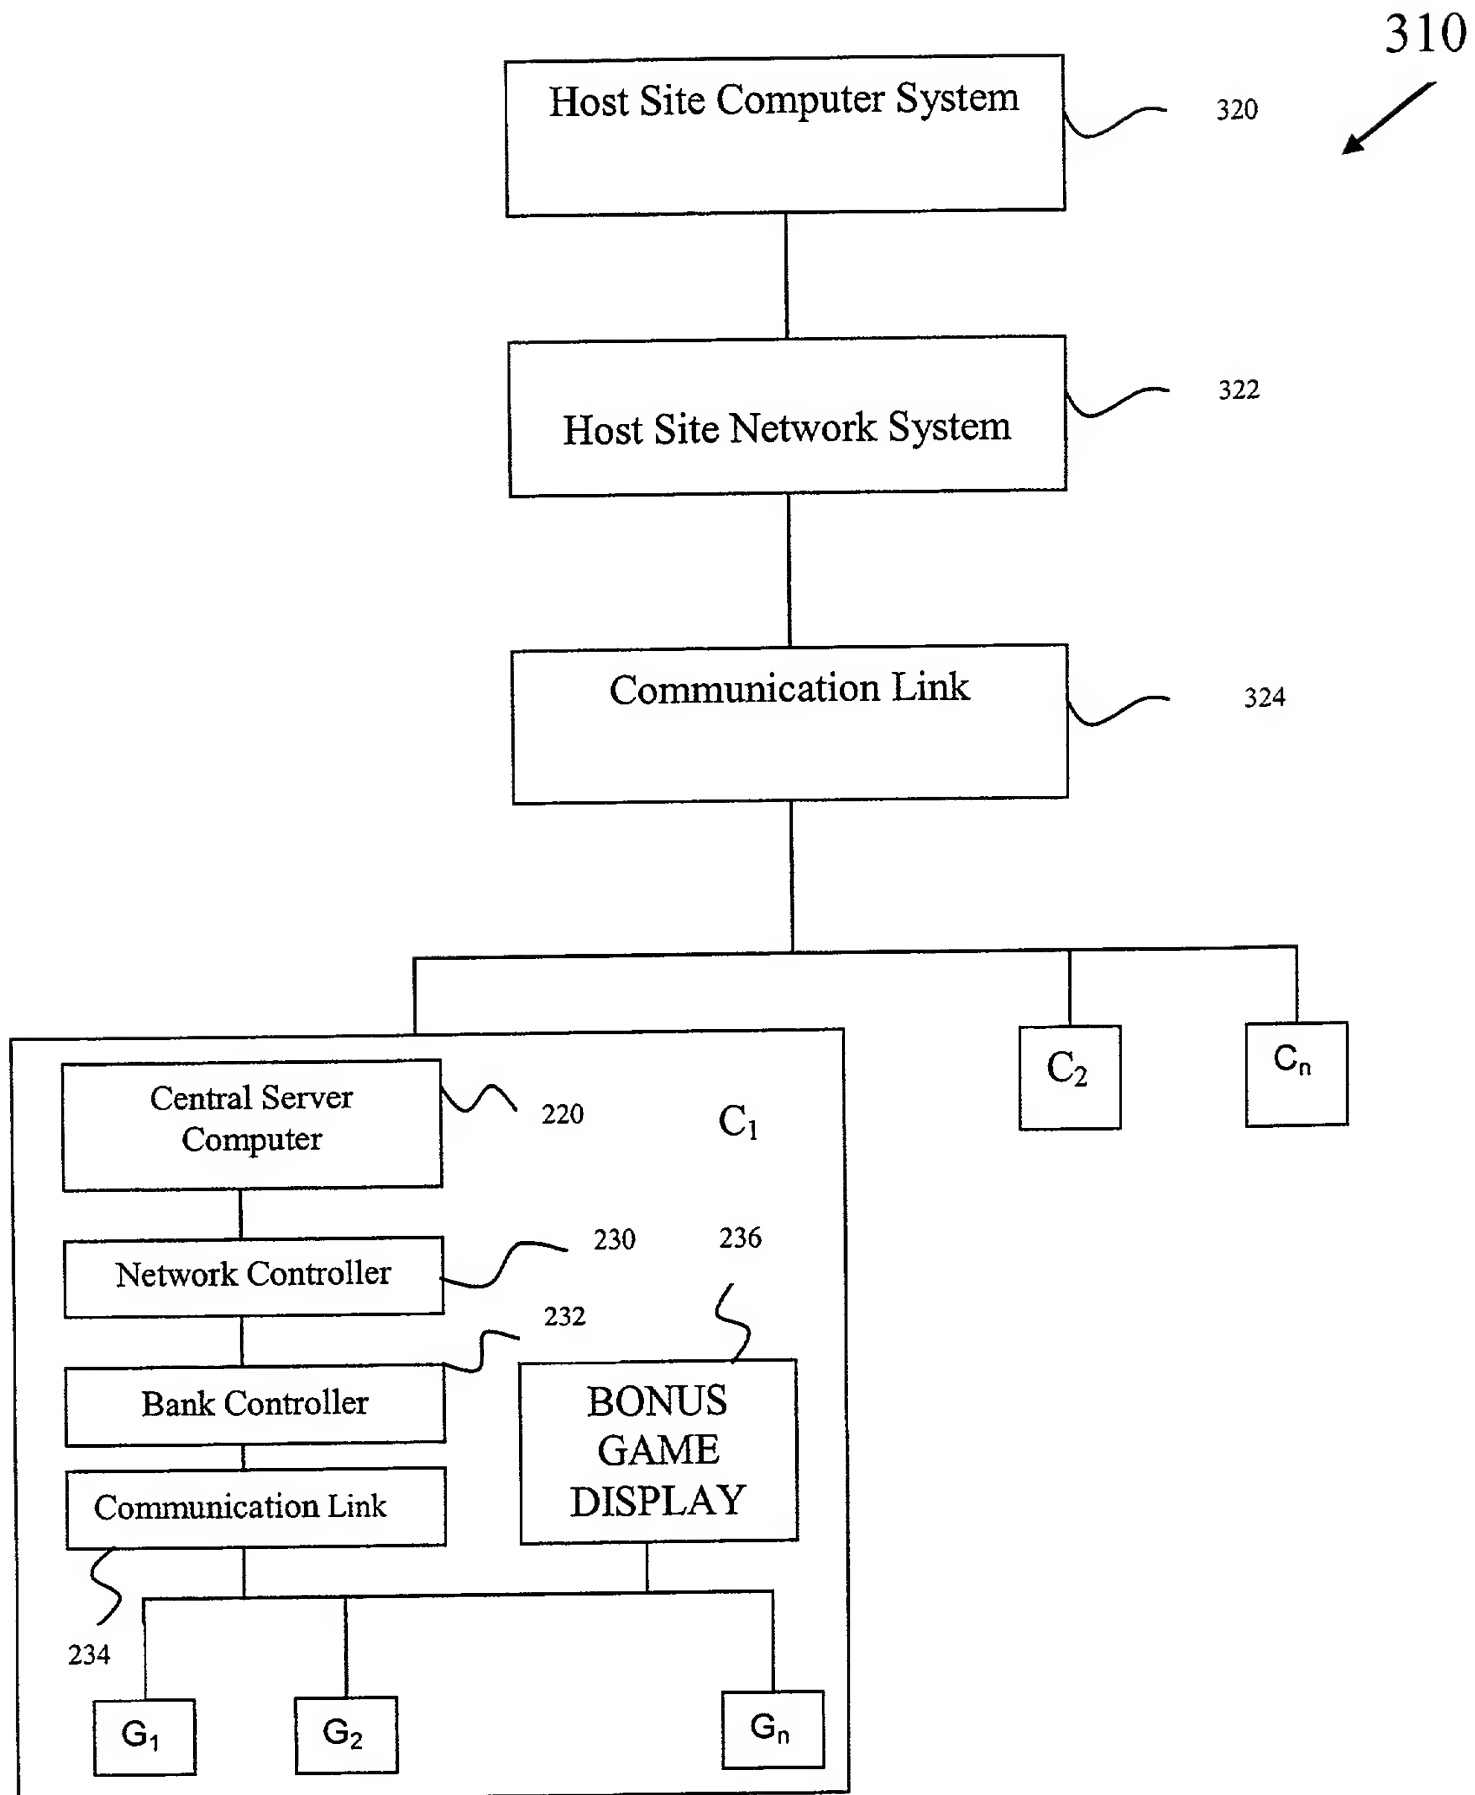 310
Host Site Computer System
320
322
Host Site Network System
Communication Link
324
C₂
Cₙ
Central Server
Computer
220
C₁
Network Controller
230
236
232
Bank Controller
BONUS
GAME
DISPLAY
Communication Link
234
G₁
G₂
Gₙ